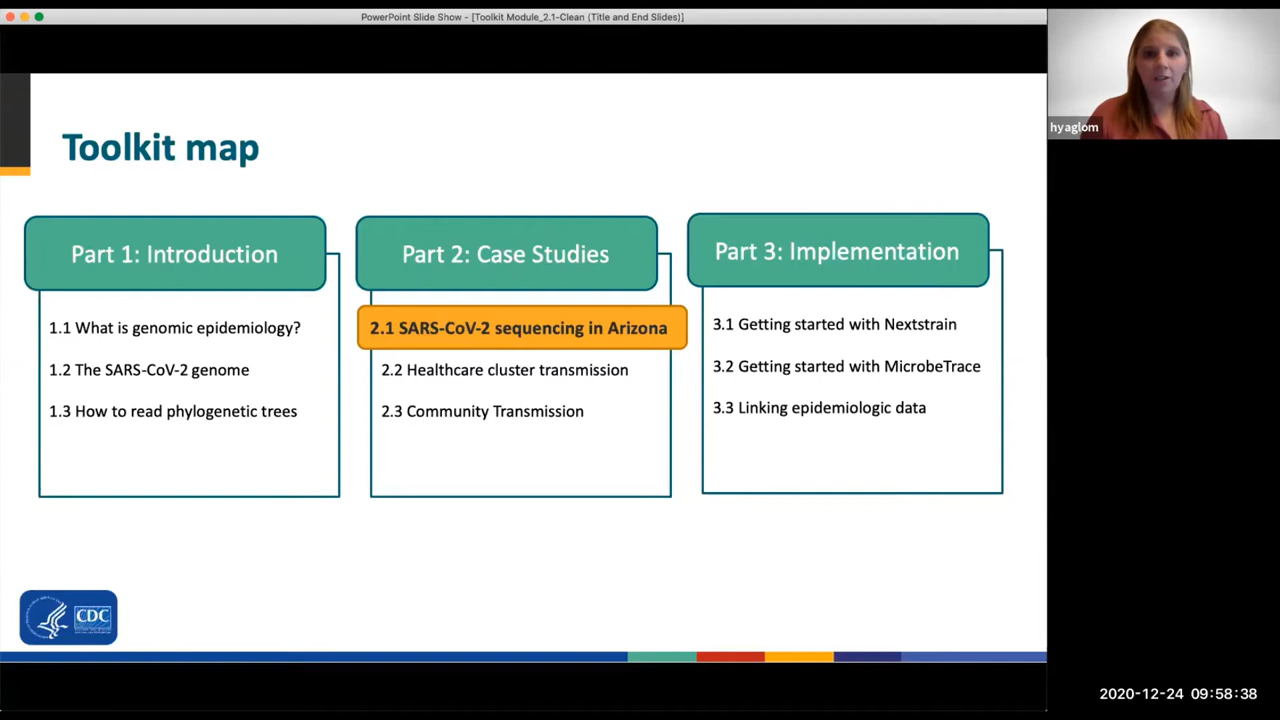 PowerPoint Slide Show - [Toolkit Module_2.1-Clean (Title and End Slides)]
hyaglom
Toolkit map
Part 1: Introduction
1.1 What is genomic epidemiology?
1.2 The SARS-CoV-2 genome
1.3 How to read phylogenetic trees
Part 2: Case Studies
2.1 SARS-CoV-2 sequencing in Arizona
2.2 Healthcare cluster transmission
2.3 Community Transmission
Part 3: Implementation
3.1 Getting started with Nextstrain
3.2 Getting started with MicrobeTrace
3.3 Linking epidemiologic data
CDC
2020-12-24 09:58:38